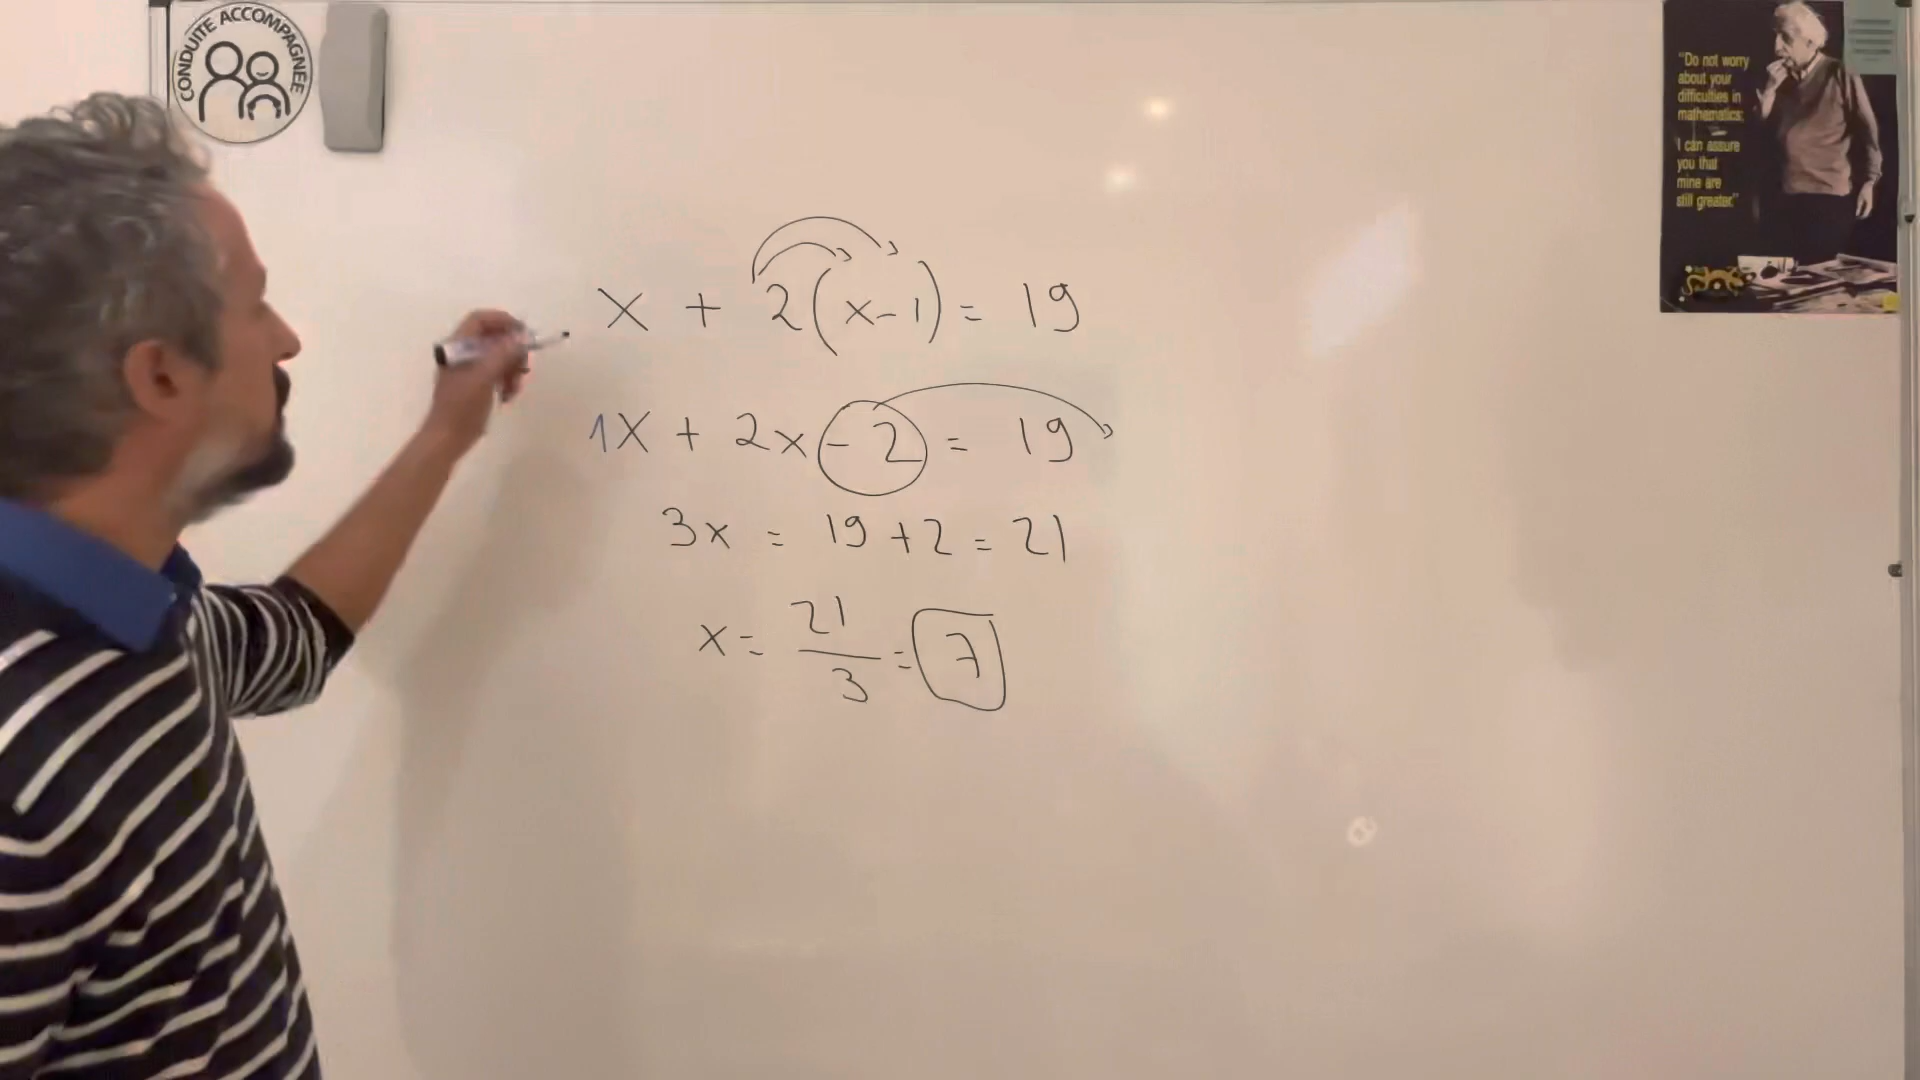 CONDUITE ACCOMPAGNÉE
"Do not worry
about your
difficulties in
mathematics;
I can assure
you that
mine are
still greater."
x + 2(x-1) = 19
1x + 2x - 2 = 19
3x = 19 + 2 = 21
x = 21/3 = 7